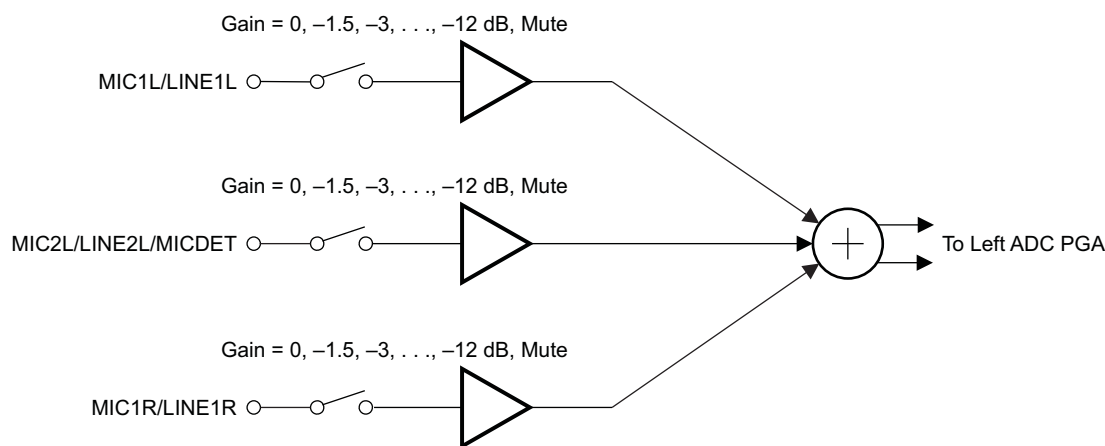 Gain = 0, –1.5, –3, . . ., –12 dB, Mute
MIC1L/LINE1L
Gain = 0, –1.5, –3, . . ., –12 dB, Mute
MIC2L/LINE2L/MICDET
+
To Left ADC PGA
Gain = 0, –1.5, –3, . . ., –12 dB, Mute
MIC1R/LINE1R